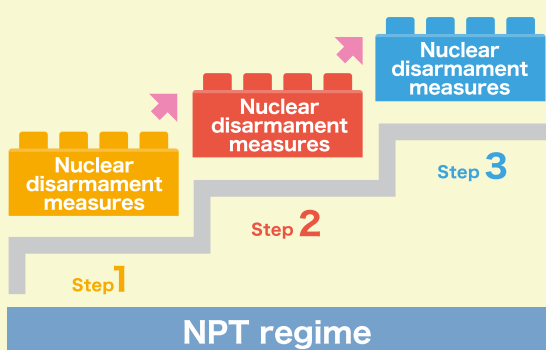 Nuclear
disarmament
measures
Step 1
Nuclear
disarmament
measures
Step 2
Nuclear
disarmament
measures
Step 3
NPT regime